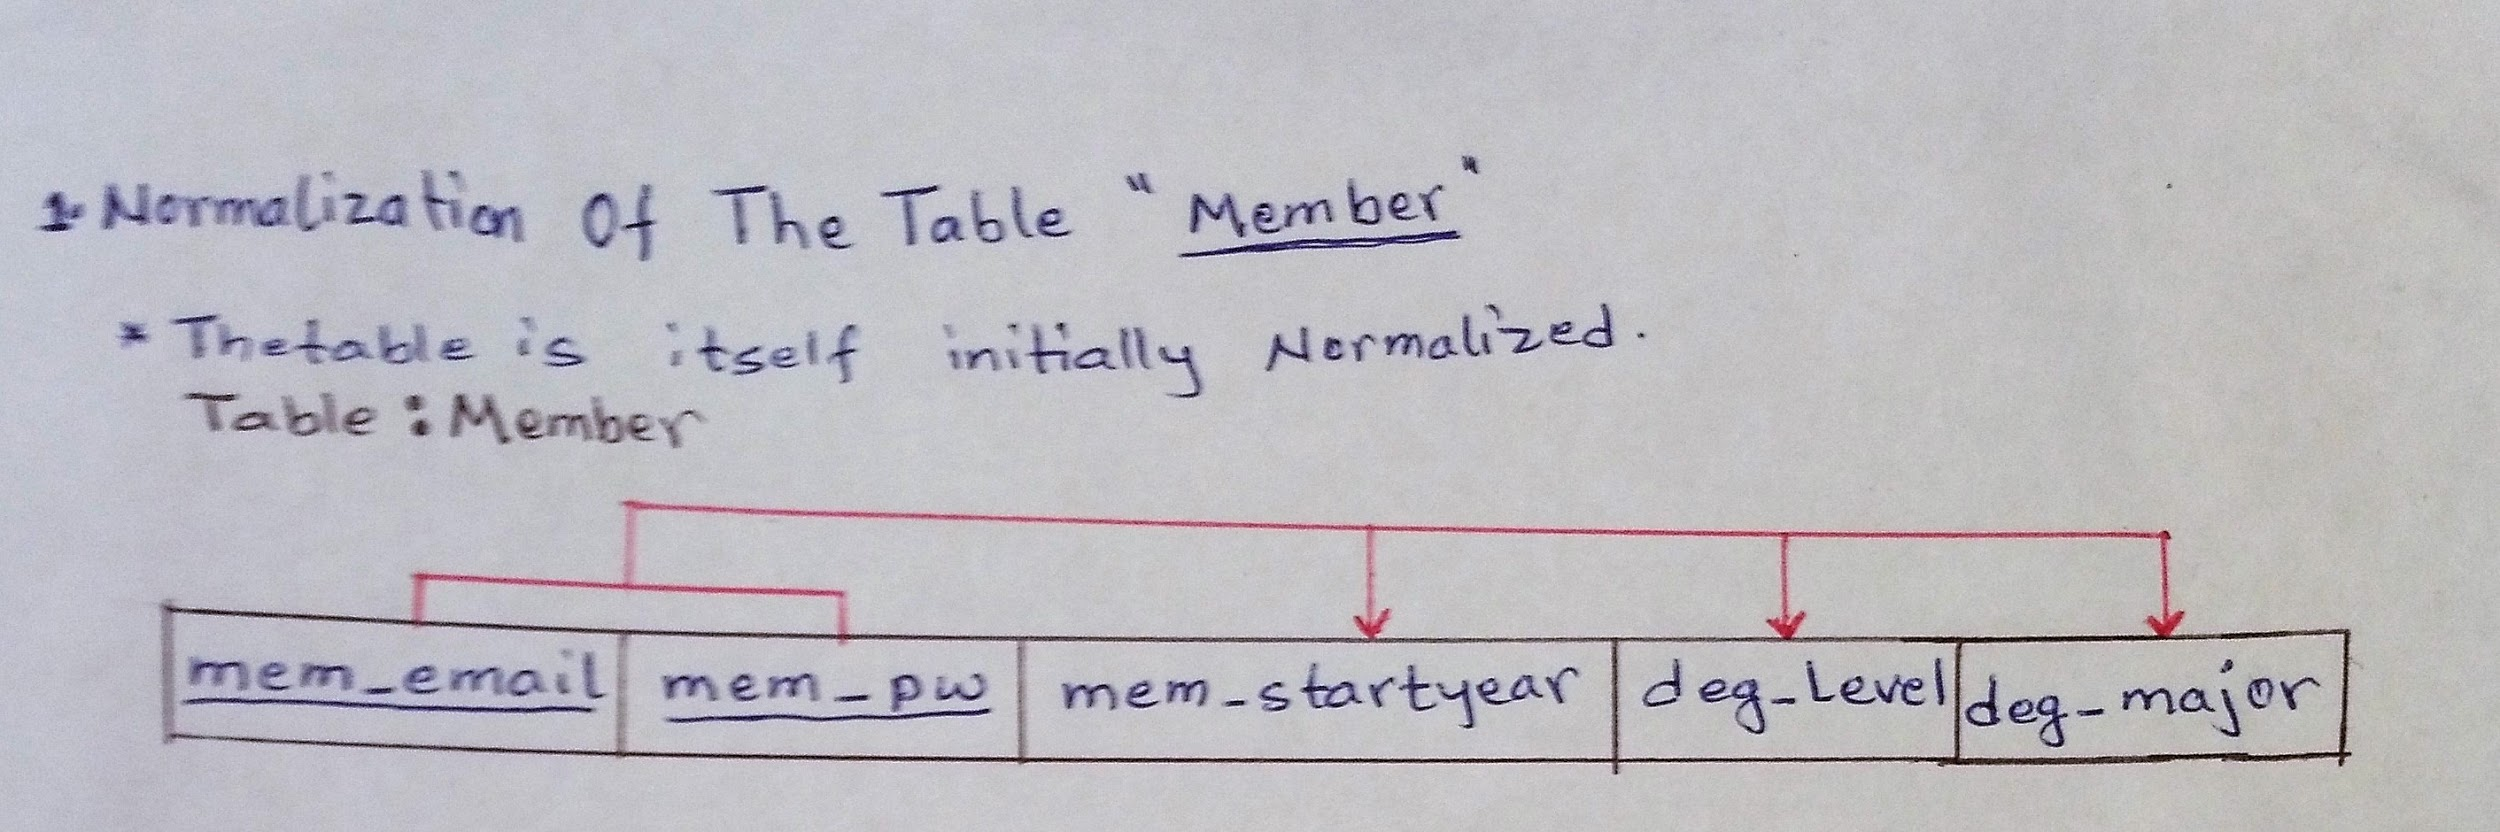 1. Normalization Of The Table "Member"
* Thetable is itself initially Normalized.
Table : Member
mem_email mem_pw mem_startyear deg_Level deg_major